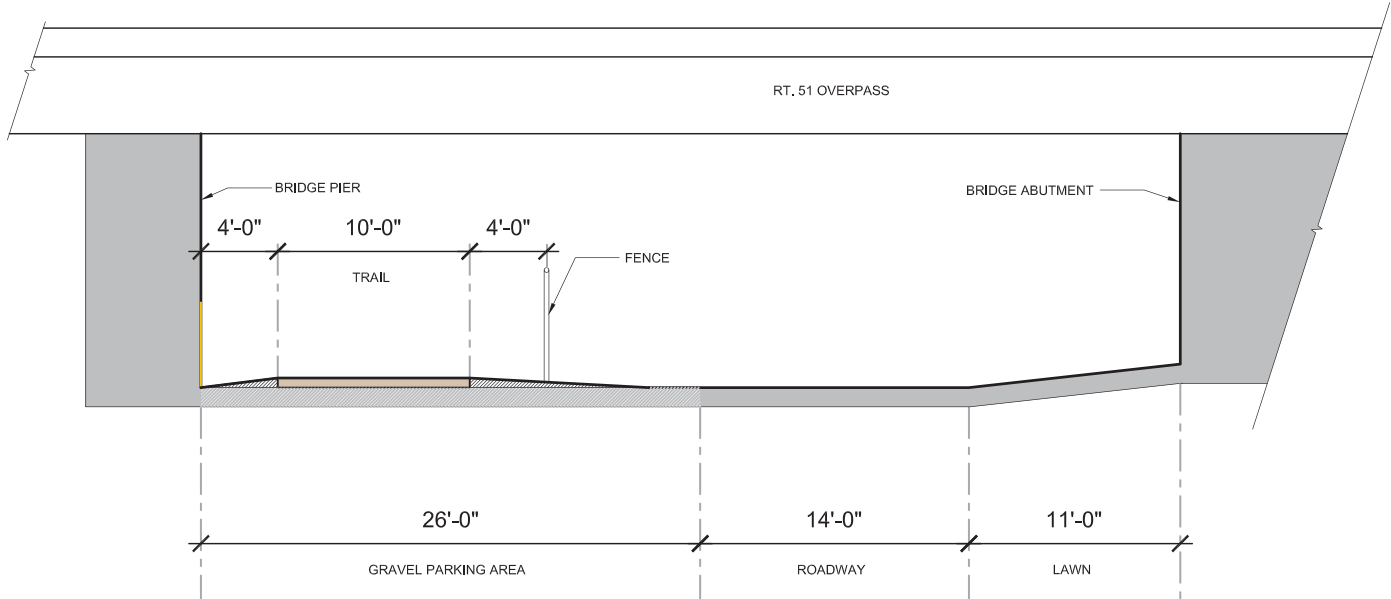 RT. 51 OVERPASS
BRIDGE PIER
BRIDGE ABUTMENT
4'-0"
10'-0"
4'-0"
FENCE
TRAIL
26'-0"
14'-0"
11'-0"
GRAVEL PARKING AREA
ROADWAY
LAWN